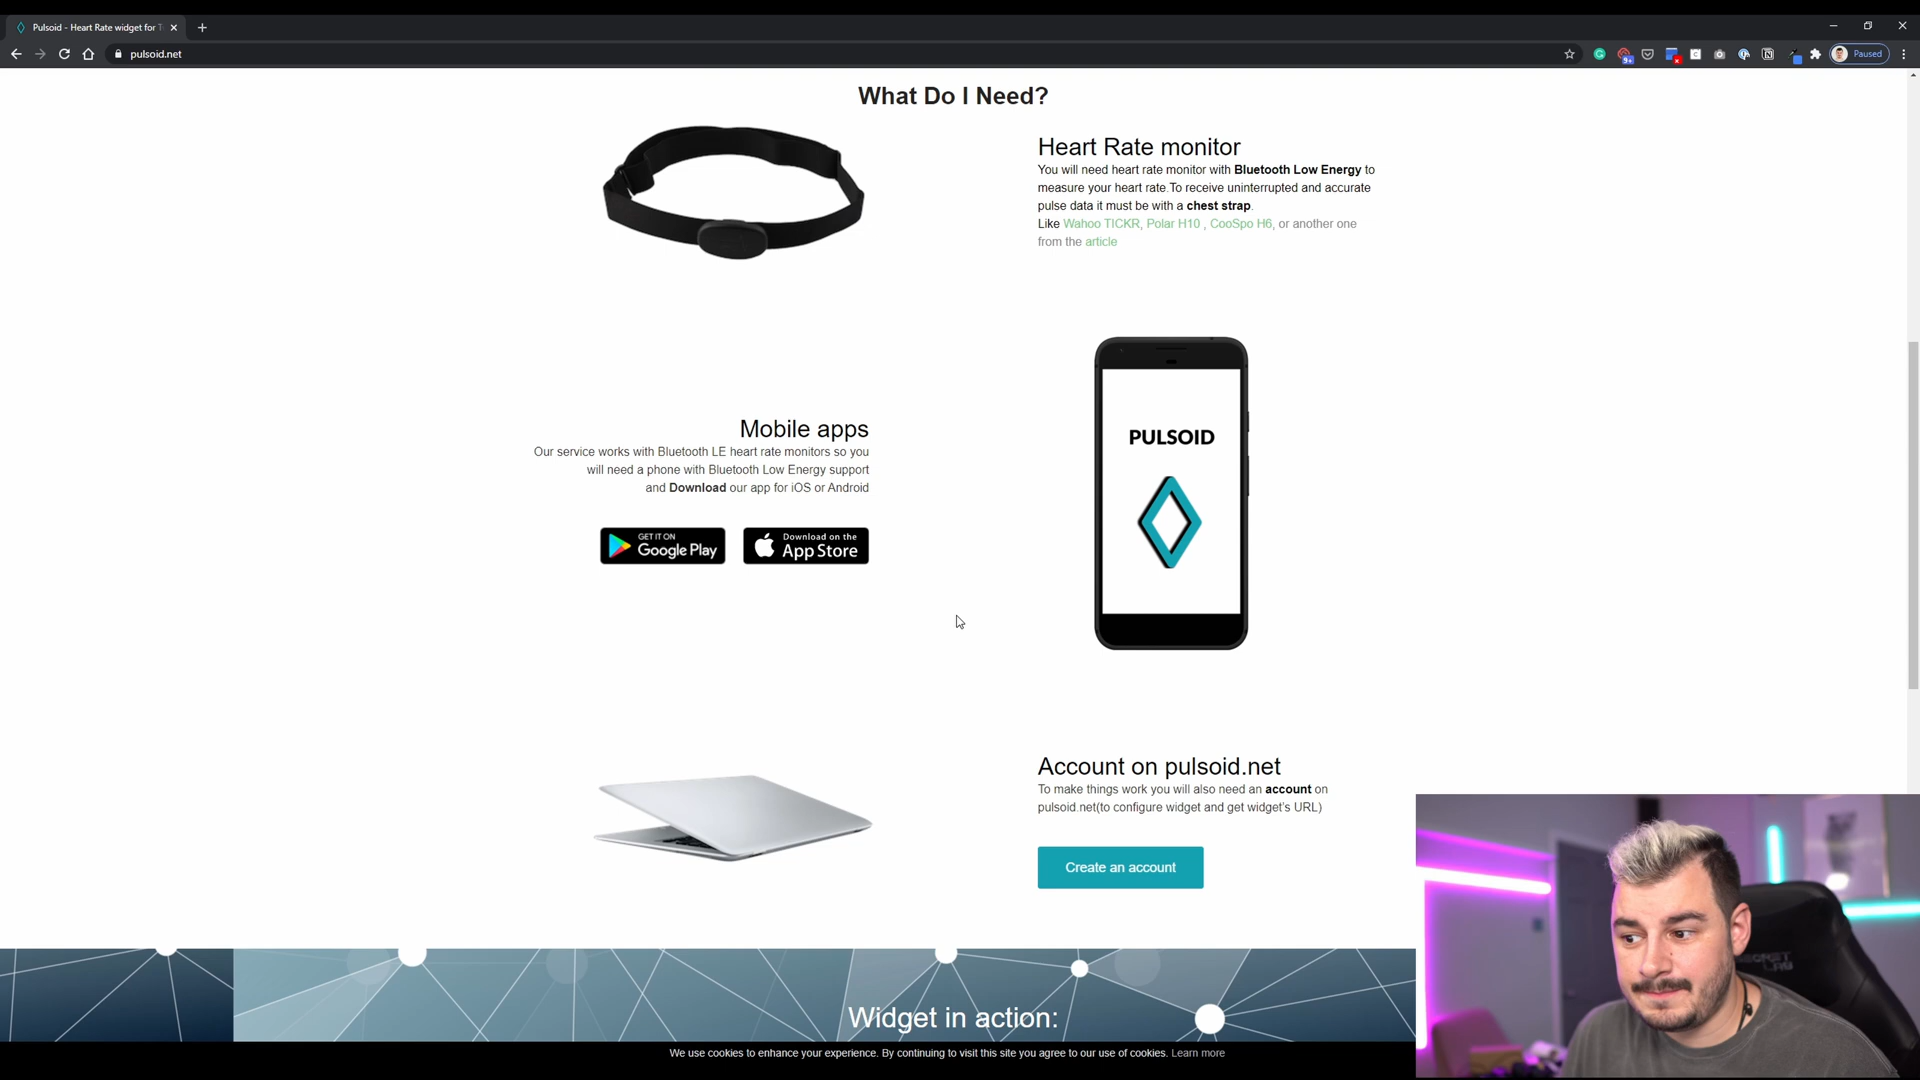 Pulsoid - Heart Rate widget for T
pulsoid.net
9+
Paused
What Do I Need?
Heart Rate monitor
You will need heart rate monitor with Bluetooth Low Energy to
measure your heart rate.To receive uninterrupted and accurate
pulse data it must be with a chest strap.
Like Wahoo TICKR, Polar H10 , CooSpo H6, or another one
from the article
PULSOID
Mobile apps
Our service works with Bluetooth LE heart rate monitors so you
will need a phone with Bluetooth Low Energy support
and Download our app for iOS or Android
GET IT ON
Google Play
Download on the
App Store
Account on pulsoid.net
To make things work you will also need an account on
pulsoid.net(to configure widget and get widget's URL)
Create an account
Widget in action:
We use cookies to enhance your experience. By continuing to visit this site you agree to our use of cookies. Learn more